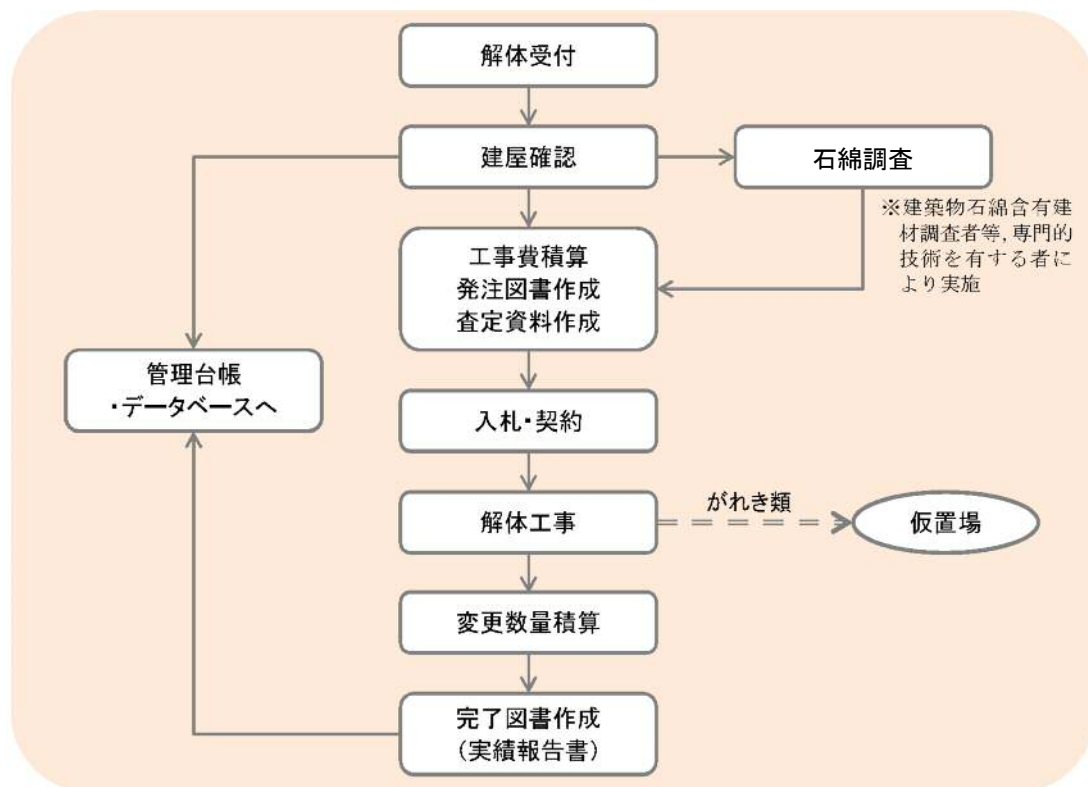 解体受付
建屋確認
石綿調査
※建築物石綿含有建
材調査者等,専門的
技術を有する者に
より実施
工事費積算
発注図書作成
査定資料作成
管理台帳
・データベースへ
入札・契約
解体工事
がれき類
仮置場
変更数量積算
完了図書作成
(実績報告書)